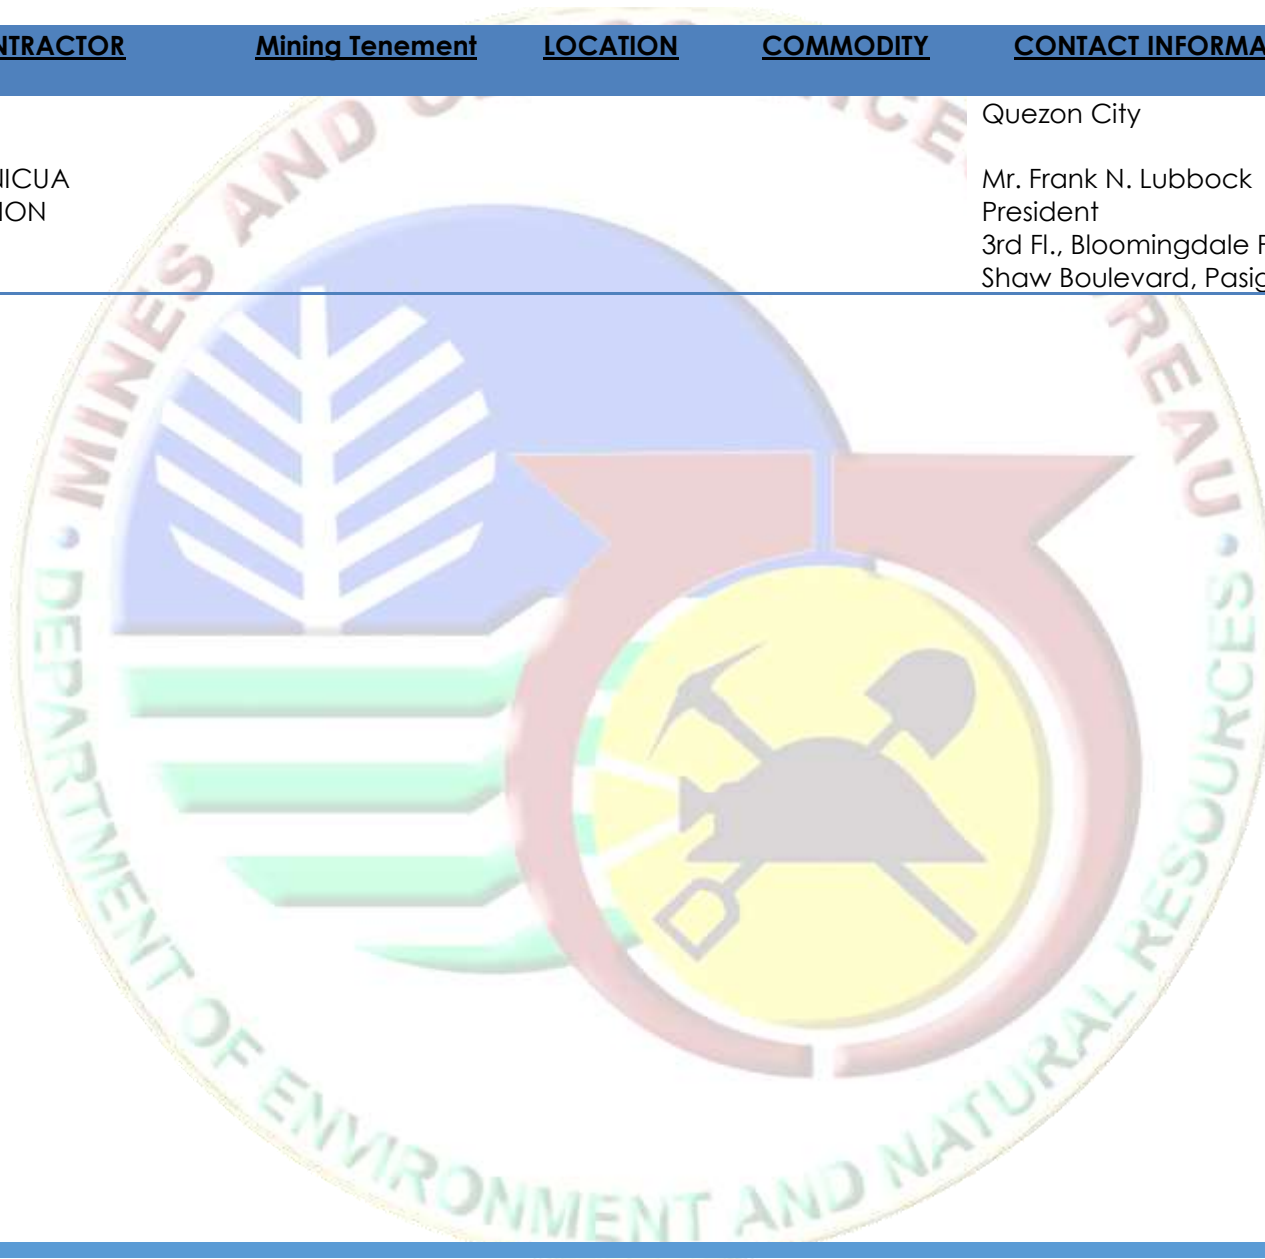 NTRACTOR Mining Tenement LOCATION COMMODITY CONTACT INFORMA
Quezon City
NICUA
ION
Mr. Frank N. Lubbock
President
3rd Fl., Bloomingdale P
Shaw Boulevard, Pasig
MINES AND
REAU
DEPARTMENT OF ENVIRONMENT AND NATURAL RESOURCES